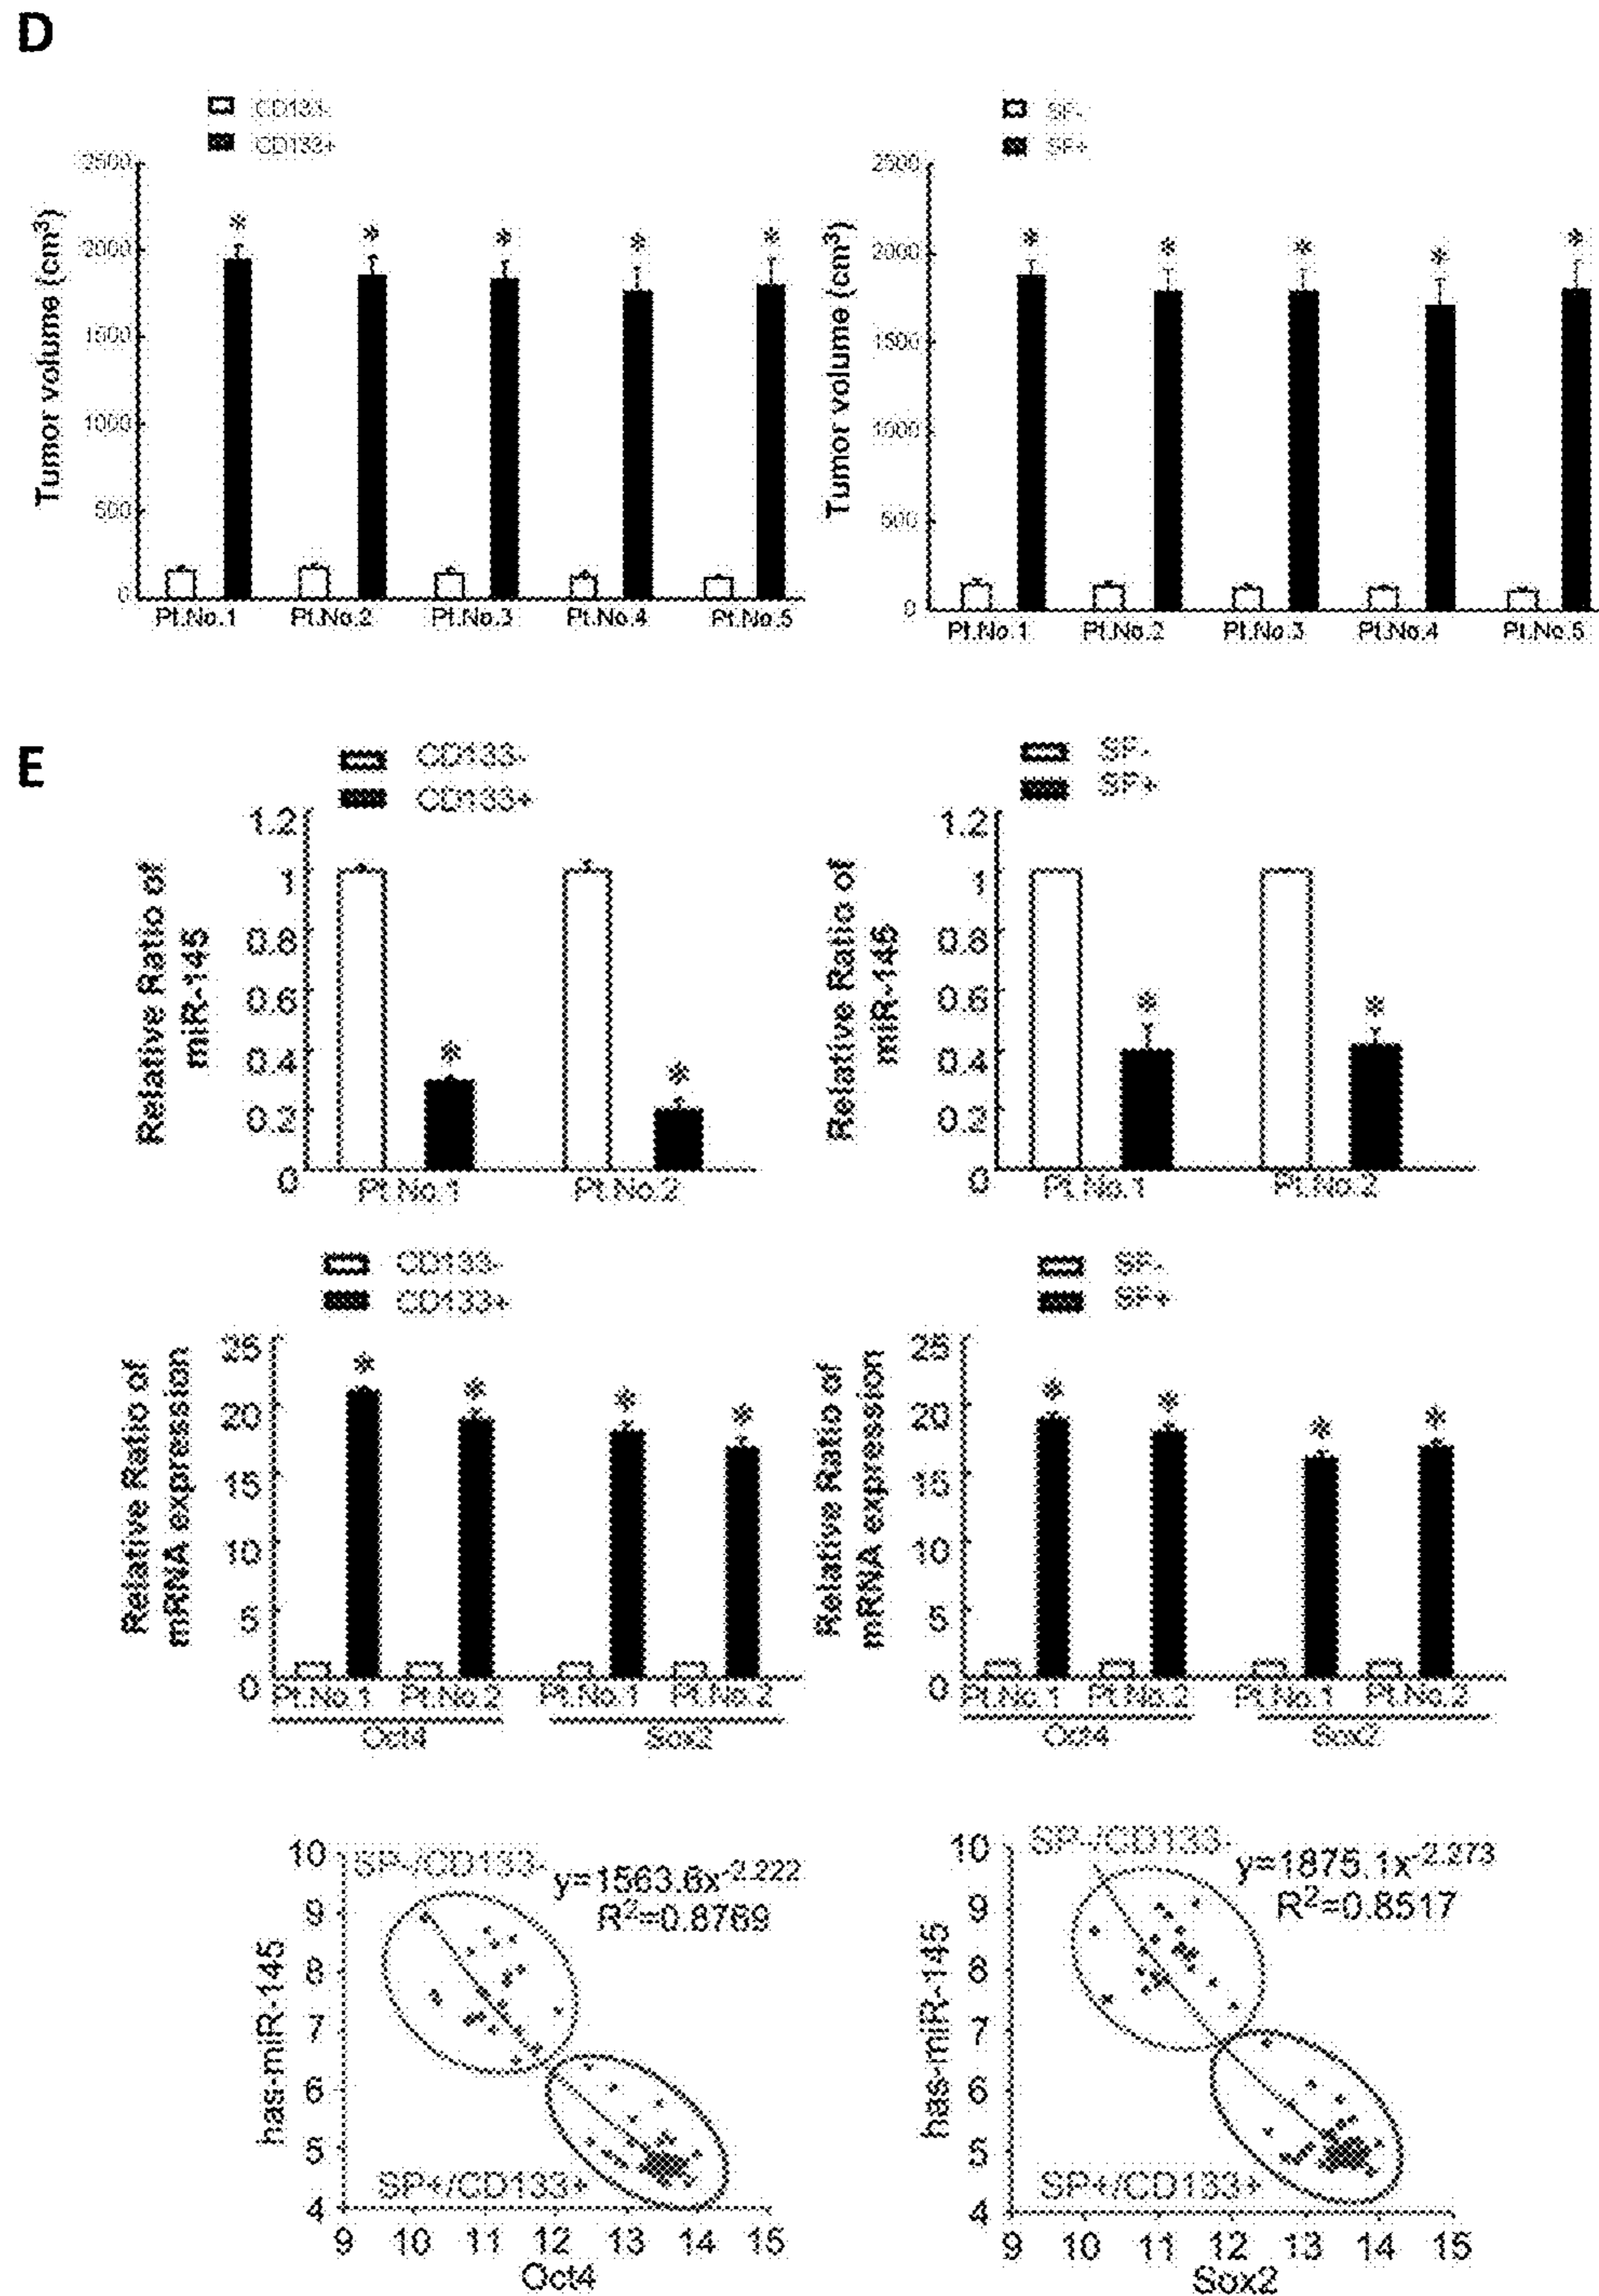 D
CD133-
CD133+
2500
2000
1500
1000
500
0
Tumor volume (cm³)
*
*
*
*
*
Pt.No.1
Pt.No.2
Pt.No.3
Pt.No.4
Pt.No.5
SP-
SP+
2500
2000
1500
1000
500
0
Tumor volume (cm³)
*
*
*
*
*
Pt.No.1
Pt.No.2
Pt.No.3
Pt.No.4
Pt.No.5
E
CD133-
CD133+
1.2
1
0.8
0.6
0.4
0.2
0
Relative Ratio of
miR-145
*
*
Pt.No.1
Pt.No.2
SP-
SP+
1.2
1
0.8
0.6
0.4
0.2
0
Relative Ratio of
miR-145
*
*
Pt.No.1
Pt.No.2
CD133-
CD133+
25
20
15
10
5
0
Relative Ratio of
mRNA expression
*
*
*
*
Pt.No.1
Pt.No.2
Pt.No.1
Pt.No.2
Oct4
Sox2
SP-
SP+
25
20
15
10
5
0
Relative Ratio of
mRNA expression
*
*
*
*
Pt.No.1
Pt.No.2
Pt.No.1
Pt.No.2
Oct4
Sox2
SP-/CD133-
y=1563.6x^-2.222
R²=0.8769
10
9
8
7
6
5
4
has-miR-145
SP+/CD133+
9 10 11 12 13 14 15
Oct4
SP-/CD133-
y=1875.1x^-2.273
R²=0.8517
10
9
8
7
6
5
4
has-miR-145
SP+/CD133+
9 10 11 12 13 14 15
Sox2